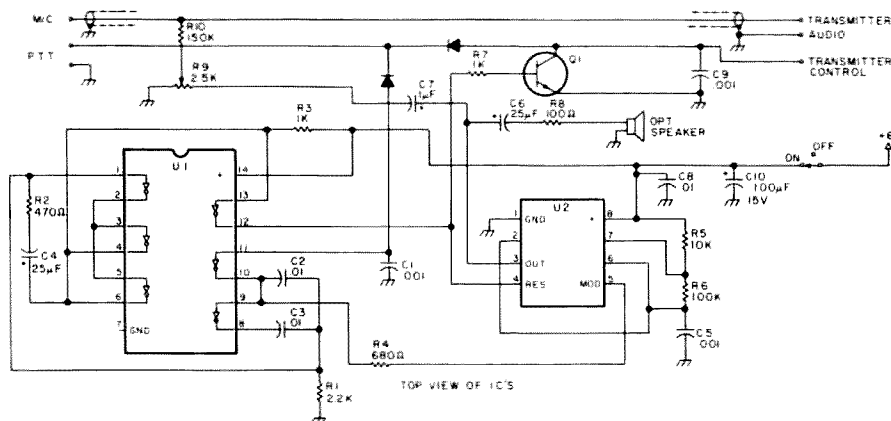 MIC
PTT
R10
150K
R9
2.5K
R3
1K
C7
1µF
R7
1K
Q1
C6
25µF
R8
100Ω
OPT
SPEAKER
C9
.001
TRANSMITTER
AUDIO
TRANSMITTER
CONTROL
ON
OFF
C8
.01
C10
100µF
15V
R2
470Ω
C4
25µF
U1
1
2
3
4
5
6
7
GND
14
13
12
11
10
9
8
C2
.01
C3
.01
C1
.001
R4
680Ω
R1
2.2K
U2
1
GND
2
3
OUT
4
RES
8
7
6
MOD
5
R5
10K
R6
100K
C5
.001
TOP VIEW OF IC'S